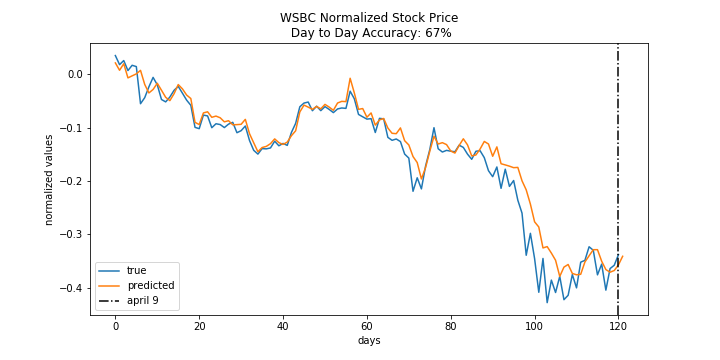 WSBC Normalized Stock Price
Day to Day Accuracy: 67%
normalized values
0.0
−0.1
−0.2
−0.3
−0.4
true
predicted
april 9
0
20
40
60
80
100
120
days